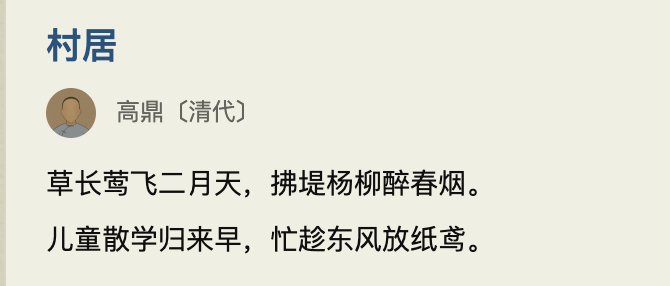 村居
高鼎〔清代〕
草长莺飞二月天，拂堤杨柳醉春烟。
儿童散学归来早，忙趁东风放纸鸢。